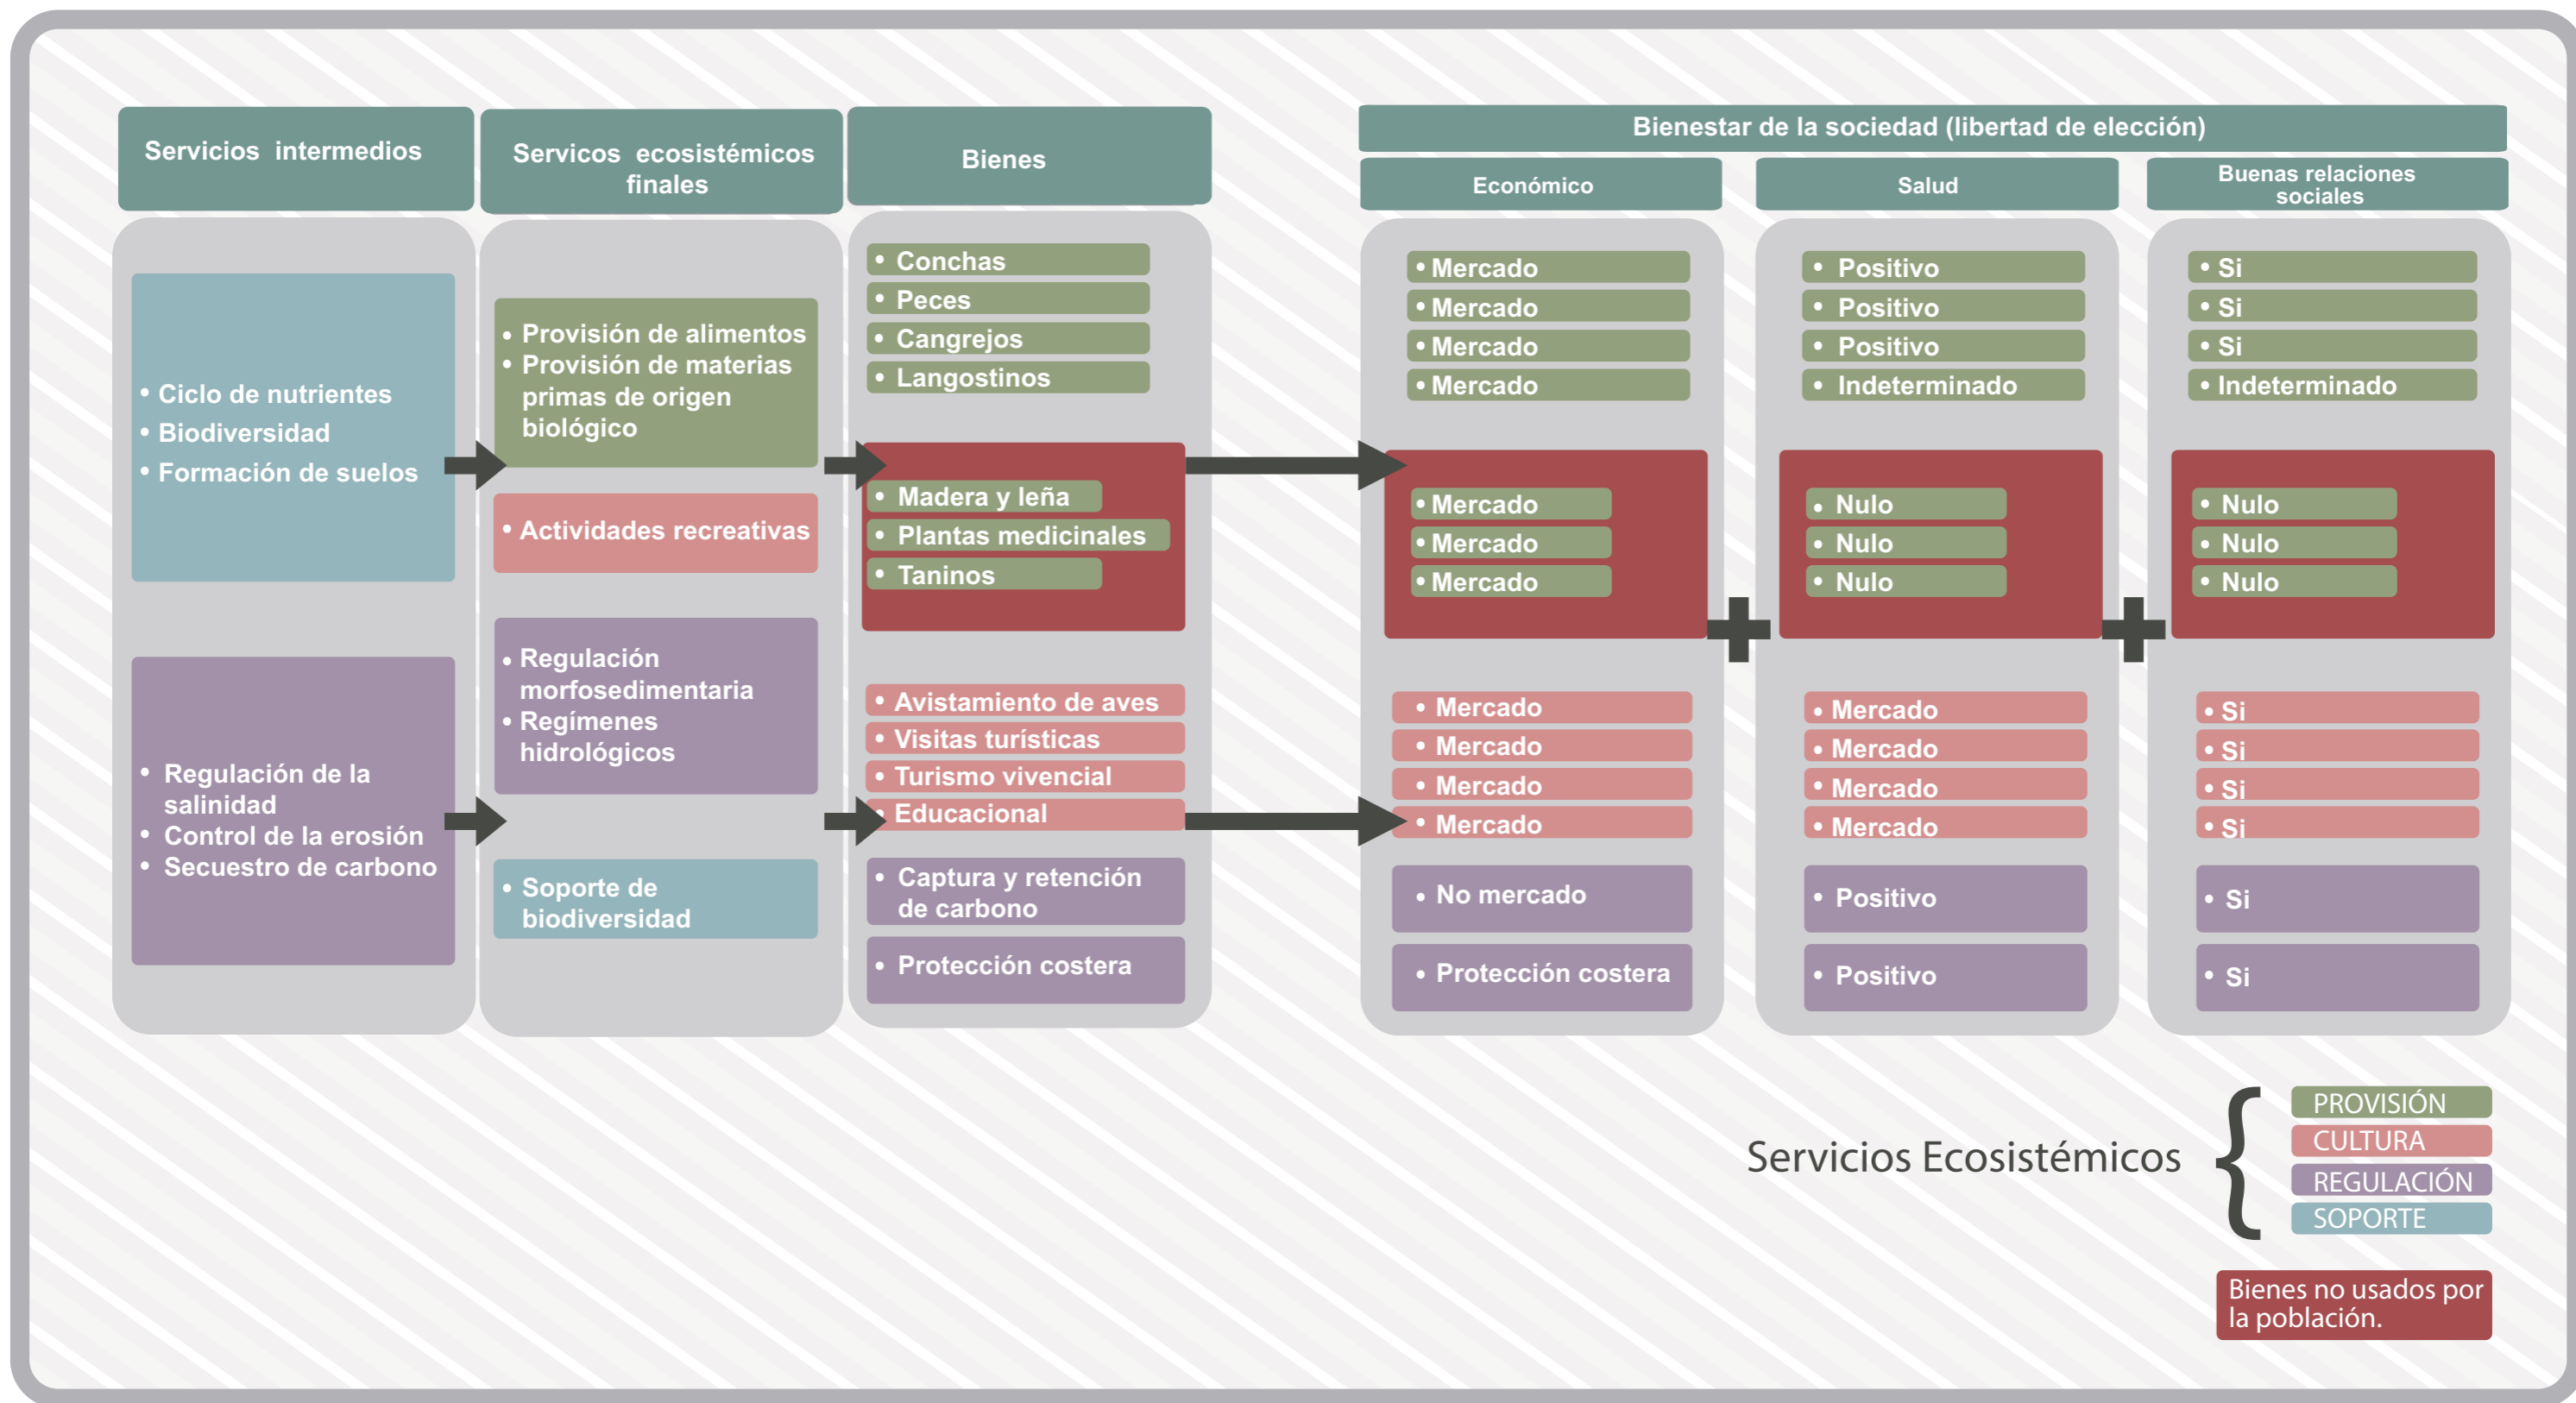 Servicios intermedios
• Ciclo de nutrientes
• Biodiversidad
• Formación de suelos
• Regulación de la
salinidad
• Control de la erosión
• Secuestro de carbono
Servicos ecosistémicos
finales
• Provisión de alimentos
• Provisión de materias
primas de origen
biológico
• Actividades recreativas
• Regulación
morfosedimentaria
• Regímenes
hidrológicos
• Soporte de
biodiversidad
Bienes
• Conchas
• Peces
• Cangrejos
• Langostinos
• Madera y leña
• Plantas medicinales
• Taninos
• Avistamiento de aves
• Visitas turísticas
• Turismo vivencial
• Educacional
• Captura y retención
de carbono
• Protección costera
Bienestar de la sociedad (libertad de elección)
Económico
• Mercado
• Mercado
• Mercado
• Mercado
• Mercado
• Mercado
• Mercado
• Mercado
• Mercado
• Mercado
• Mercado
• No mercado
• Protección costera
Salud
• Positivo
• Positivo
• Positivo
• Indeterminado
• Nulo
• Nulo
• Nulo
• Mercado
• Mercado
• Mercado
• Mercado
• Positivo
• Positivo
Buenas relaciones
sociales
• Si
• Si
• Si
• Indeterminado
• Nulo
• Nulo
• Nulo
• Si
• Si
• Si
• Si
• Si
• Si
Servicios Ecosistémicos
PROVISIÓN
CULTURA
REGULACIÓN
SOPORTE
Bienes no usados por
la población.